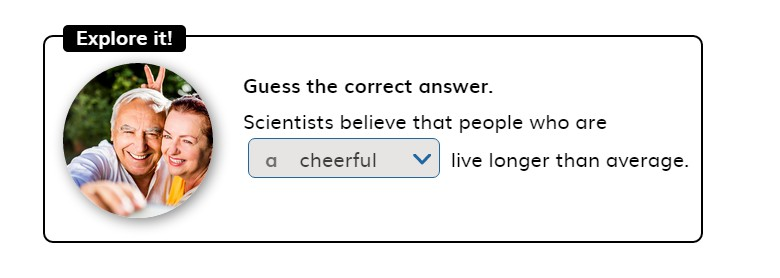 Explore it!
Guess the correct answer.
Scientists believe that people who are
a cheerful live longer than average.